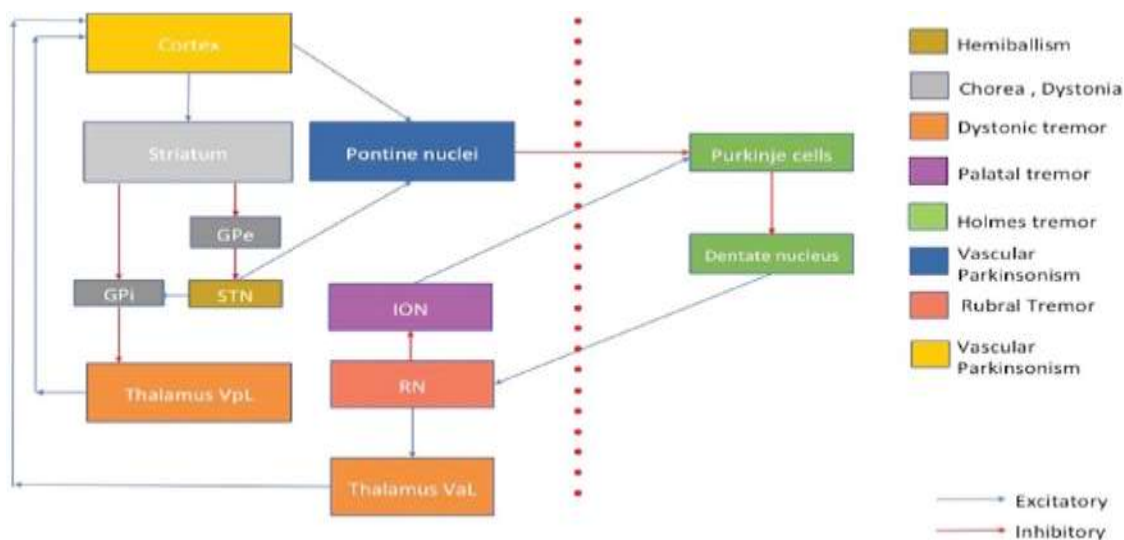 Cortex
Striatum
Pontine nuclei
GPe
GPi
STN
Thalamus VpL
ION
RN
Thalamus VaL
Purkinje cells
Dentate nucleus
Hemiballism
Chorea , Dystonia
Dystonic tremor
Palatal tremor
Holmes tremor
Vascular
Parkinsonism
Rubral Tremor
Vascular
Parkinsonism
Excitatory
Inhibitory